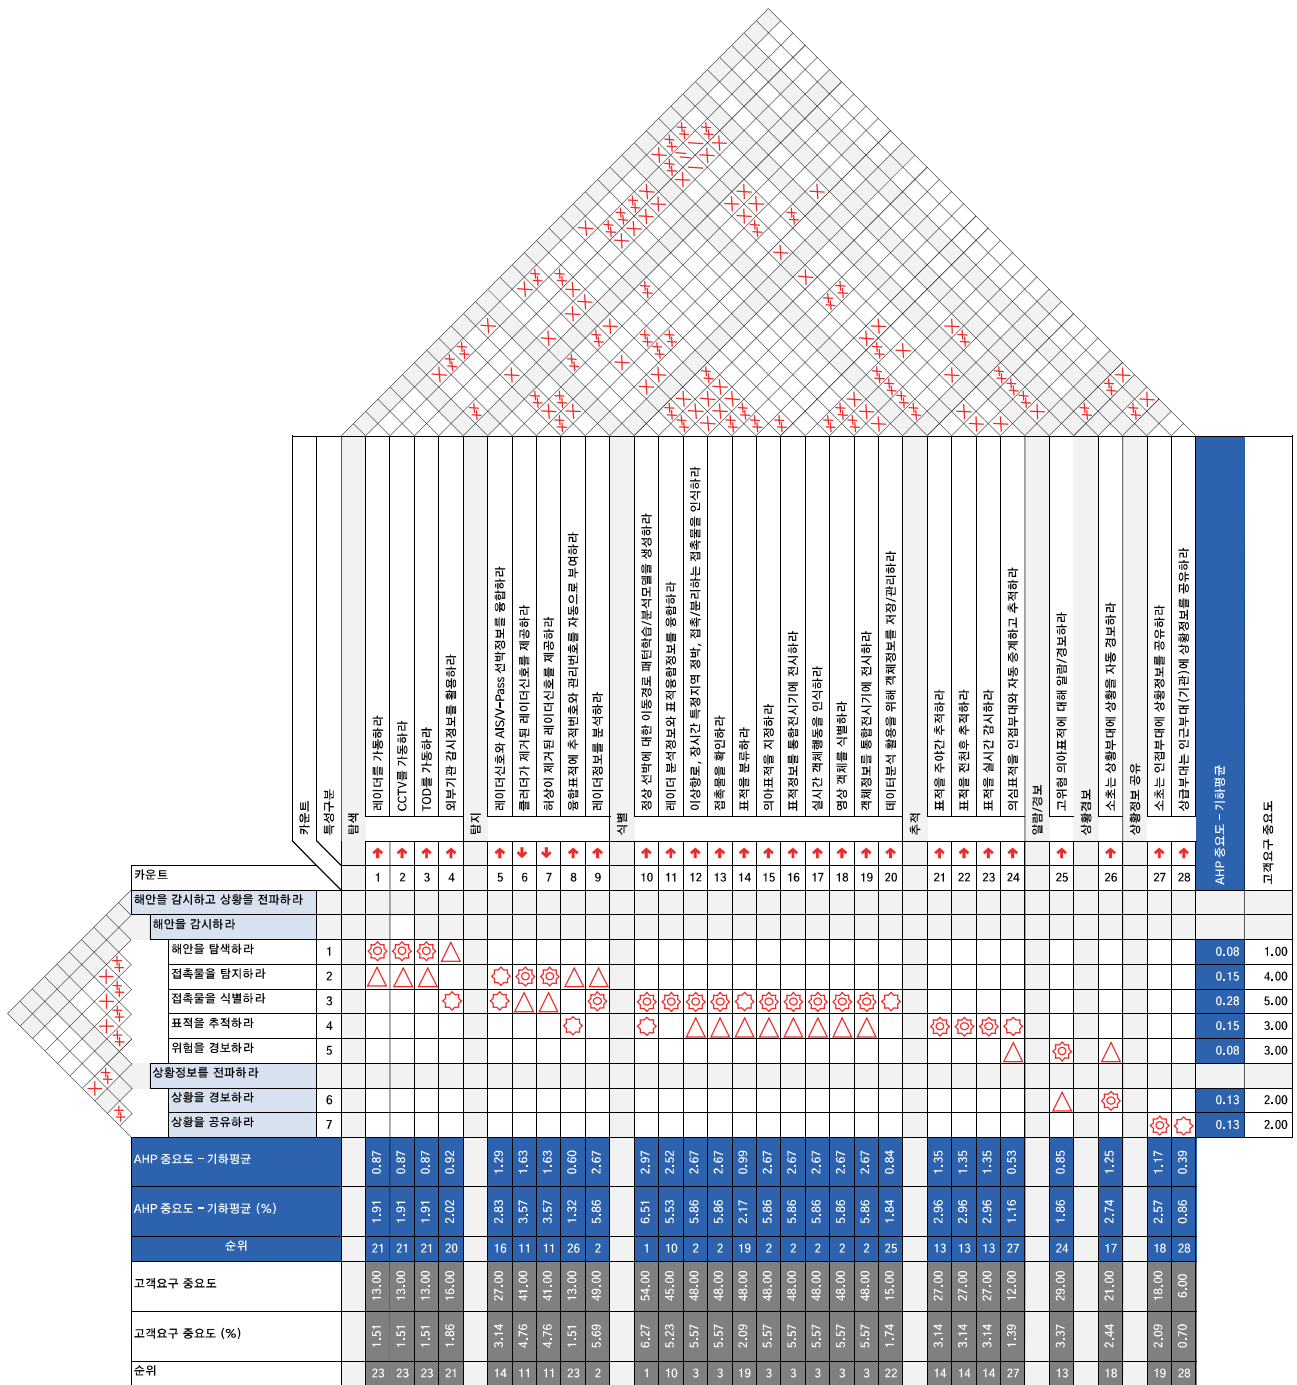 카운트
특성구분
탐색
레이더를 가동하라
CCTV를 가동하라
TOD를 가동하라
외부기관 감시정보를 활용하라
탐지
레이더신호와 AIS/V-Pass 선박정보를 융합하라
클러터가 제거된 레이더신호를 제공하라
허상이 제거된 레이더신호를 제공하라
융합표적에 추적번호와 관리번호를 자동으로 부여하라
레이더정보를 분석하라
식별
정상 선박에 대한 이동경로 패턴학습/분석모델을 생성하라
레이더 분석정보와 표적융합정보를 융합하라
이상항로, 장시간 특정지역 정박, 접촉/분리하는 접촉물을 인식하라
접촉물을 확인하라
표적을 분류하라
의아표적을 지정하라
표적정보를 통합전시기에 전시하라
실시간 객체행동을 인식하라
영상 객체를 식별하라
객체정보를 통합전시기에 전시하라
데이터분석 활용을 위해 객체정보를 저장/관리하라
추적
표적을 주야간 추적하라
표적을 전천후 추적하라
표적을 실시간 감시하라
의심표적을 인접부대와 자동 중계하고 추적하라
알람/경보
고위험 의아표적에 대해 알람/경보하라
상황경보
소초는 상황부대에 상황을 자동 경보하라
상황정보 공유
소초는 인접부대에 상황정보를 공유하라
상급부대는 인근부대(기관)에 상황정보를 공유하라
AHP 중요도 - 기하평균
고객요구 중요도
카운트 1 2 3 4 5 6 7 8 9 10 11 12 13 14 15 16 17 18 19 20 21 22 23 24 25 26 27 28
해안을 감시하고 상황을 전파하라
해안을 감시하라
해안을 탐색하라 1 0.08 1.00
접촉물을 탐지하라 2 0.15 4.00
접촉물을 식별하라 3 0.28 5.00
표적을 추적하라 4 0.15 3.00
위험을 경보하라 5 0.08 3.00
상황정보를 전파하라
상황을 경보하라 6 0.13 2.00
상황을 공유하라 7 0.13 2.00
AHP 중요도 - 기하평균 0.87 0.87 0.87 0.92 1.29 1.63 1.63 0.60 2.67 2.97 2.52 2.67 2.67 0.99 2.67 2.67 2.67 2.67 2.67 0.84 1.35 1.35 1.35 0.53 0.85 1.25 1.17 0.39
AHP 중요도 - 기하평균 (%) 1.91 1.91 1.91 2.02 2.83 3.57 3.57 1.32 5.86 6.51 5.53 5.86 5.86 2.17 5.86 5.86 5.86 5.86 5.86 1.84 2.96 2.96 2.96 1.16 1.86 2.74 2.57 0.86
순위 21 21 21 20 16 11 11 26 2 1 10 2 2 19 2 2 2 2 2 25 13 13 13 27 24 17 18 28
고객요구 중요도 13.00 13.00 13.00 16.00 27.00 41.00 41.00 13.00 49.00 54.00 45.00 48.00 48.00 18.00 48.00 48.00 48.00 48.00 48.00 15.00 27.00 27.00 27.00 12.00 29.00 21.00 18.00 6.00
고객요구 중요도 (%) 1.51 1.51 1.51 1.86 3.14 4.76 4.76 1.51 5.69 6.27 5.23 5.57 5.57 2.09 5.57 5.57 5.57 5.57 5.57 1.74 3.14 3.14 3.14 1.39 3.37 2.44 2.09 0.70
순위 23 23 23 21 14 11 11 23 2 1 10 3 3 19 3 3 3 3 3 22 14 14 14 27 13 18 19 28